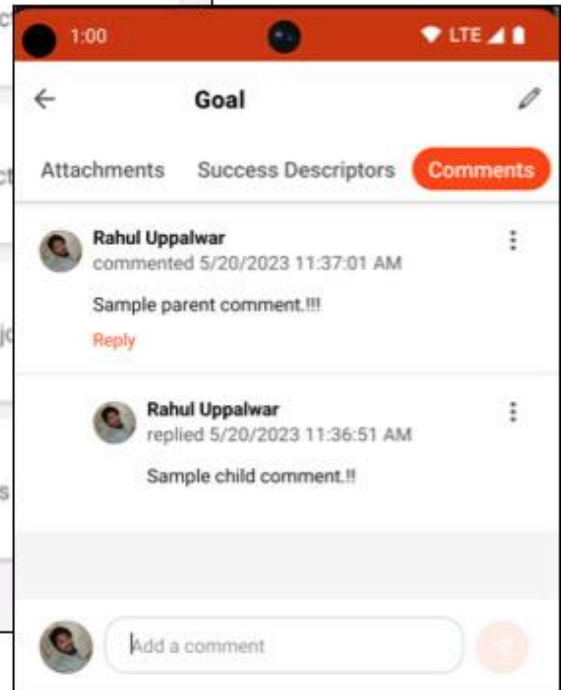 1:00 LTE
Goal
Attachments Success Descriptors Comments
Rahul Uppalwar
commented 5/20/2023 11:37:01 AM
Sample parent comment.!!!
Reply
Rahul Uppalwar
replied 5/20/2023 11:36:51 AM
Sample child comment.!!
Add a comment